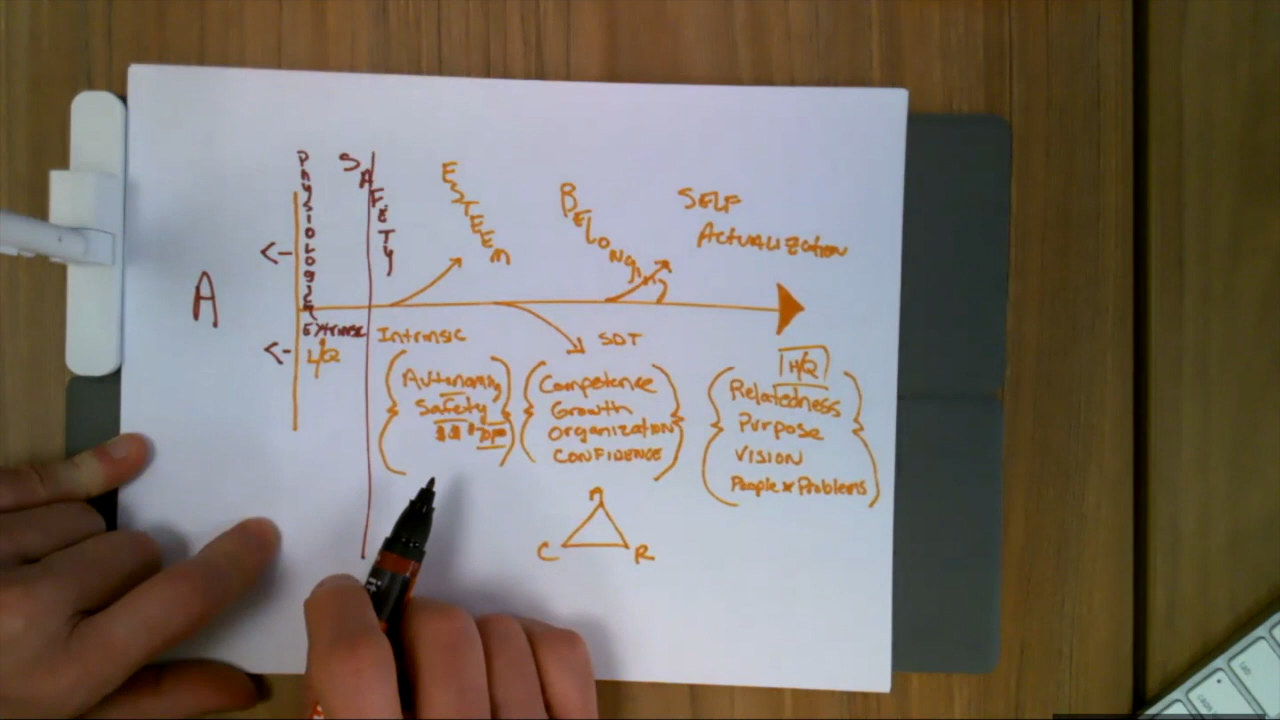 PHYSIOLOGICAL
SAFETY
ESTEEM
BELONGING
SELF
ACTUALIZATION
A
EXTRINSIC
L/Q
Intrinsic
SDT
H/Q
Autonomy
Safety
Competence
Growth
ORGANIZATION
CONFIDENCE
Relatedness
Purpose
VISION
People & Problems
A
C
R